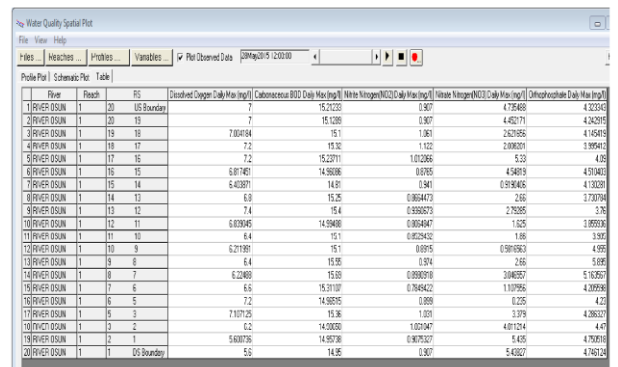 Water Quality Spatial Plot
File View Help
Files ... Reaches ... Profiles ... Variables ... Plot Observed Data 28May2015 12:00:00
Profile Plot Schematic Plot Table
River Reach RS Dissolved Oxygen Daily Max (mg/l) Carbonaceous BOD Daily Max (mg/l) Nitrite Nitrogen(NO2) Daily Max (mg/l) Nitrate Nitrogen(NO3) Daily Max (mg/l) Orthophosphate Daily Max (mg/l)
1 RIVER OSUN 1 20 US Boundary 7 15.21233 0.907 4.735488 4.323343
2 RIVER OSUN 1 20 19 7 15.1289 0.907 4.452171 4.242915
3 RIVER OSUN 1 19 18 7.004184 15.1 1.061 2.621656 4.145419
4 RIVER OSUN 1 18 17 7.2 15.32 1.122 2.008201 3.995412
5 RIVER OSUN 1 17 16 7.2 15.23711 1.012066 5.33 4.09
6 RIVER OSUN 1 16 15 6.817451 14.96086 0.8765 4.54819 4.510403
7 RIVER OSUN 1 15 14 6.403971 14.81 0.941 0.9190406 4.130281
8 RIVER OSUN 1 14 13 6.8 15.25 0.8664473 2.66 3.730784
9 RIVER OSUN 1 13 12 7.4 15.4 0.9360673 2.79285 3.76
10 RIVER OSUN 1 12 11 6.839045 14.99488 0.8064847 1.625 3.855936
11 RIVER OSUN 1 11 10 6.4 15.1 0.8529432 1.86 3.905
12 RIVER OSUN 1 10 9 6.211991 15.1 0.8915 0.9816563 4.955
13 RIVER OSUN 1 9 8 6.4 15.55 0.974 2.66 5.895
14 RIVER OSUN 1 8 7 6.22488 15.69 0.8980918 3.046557 5.163567
15 RIVER OSUN 1 7 6 6.6 15.31107 0.7849422 1.107556 4.209598
16 RIVER OSUN 1 6 5 7.2 14.96515 0.899 0.235 4.23
17 RIVER OSUN 1 5 3 7.107125 15.36 1.031 3.379 4.286327
18 RIVER OSUN 1 3 2 6.2 1.001047 4.011214 4.47
19 RIVER OSUN 1 2 1 5.600736 14.95738 0.9075327 5.435 4.750518
20 RIVER OSUN 1 1 DS Boundary 5.6 14.95 0.907 5.43827 4.746124